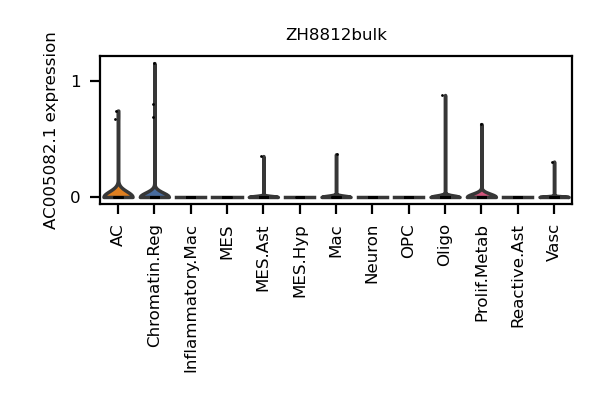 ZH8812bulk
AC005082.1 expression
1
0
AC
Chromatin.Reg
Inflammatory.Mac
MES
MES.Ast
MES.Hyp
Mac
Neuron
OPC
Oligo
Prolif.Metab
Reactive.Ast
Vasc